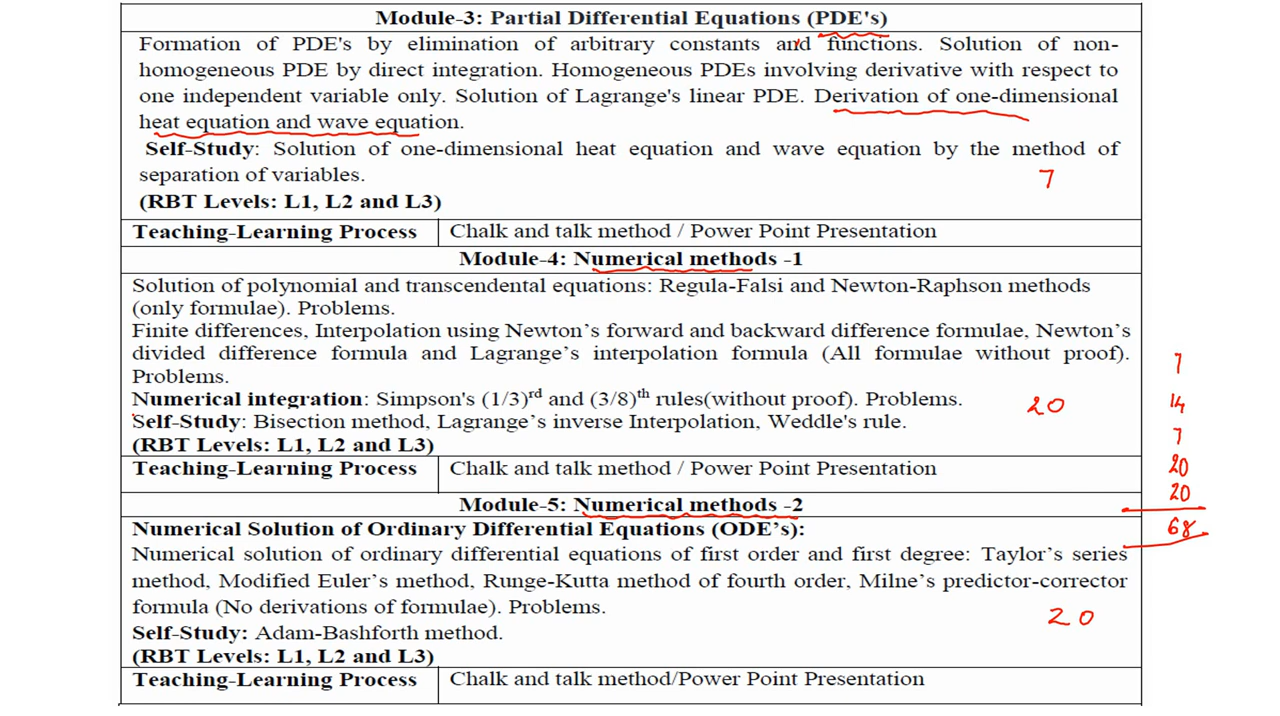 Module-3: Partial Differential Equations (PDE's)
Formation of PDE's by elimination of arbitrary constants and functions. Solution of non-
homogeneous PDE by direct integration. Homogeneous PDEs involving derivative with respect to
one independent variable only. Solution of Lagrange's linear PDE. Derivation of one-dimensional
heat equation and wave equation.
Self-Study: Solution of one-dimensional heat equation and wave equation by the method of
separation of variables.
7
(RBT Levels: L1, L2 and L3)
Teaching-Learning Process Chalk and talk method / Power Point Presentation
Module-4: Numerical methods -1
Solution of polynomial and transcendental equations: Regula-Falsi and Newton-Raphson methods
(only formulae). Problems.
Finite differences, Interpolation using Newton's forward and backward difference formulae, Newton's
divided difference formula and Lagrange's interpolation formula (All formulae without proof).
Problems.
Numerical integration: Simpson's (1/3)rd and (3/8)th rules(without proof). Problems.
20
Self-Study: Bisection method, Lagrange's inverse Interpolation, Weddle's rule.
(RBT Levels: L1, L2 and L3)
Teaching-Learning Process Chalk and talk method / Power Point Presentation
Module-5: Numerical methods -2
Numerical Solution of Ordinary Differential Equations (ODE's):
Numerical solution of ordinary differential equations of first order and first degree: Taylor's series
method, Modified Euler's method, Runge-Kutta method of fourth order, Milne's predictor-corrector
formula (No derivations of formulae). Problems.
20
Self-Study: Adam-Bashforth method.
(RBT Levels: L1, L2 and L3)
Teaching-Learning Process Chalk and talk method/Power Point Presentation
7
14
7
20
20
68